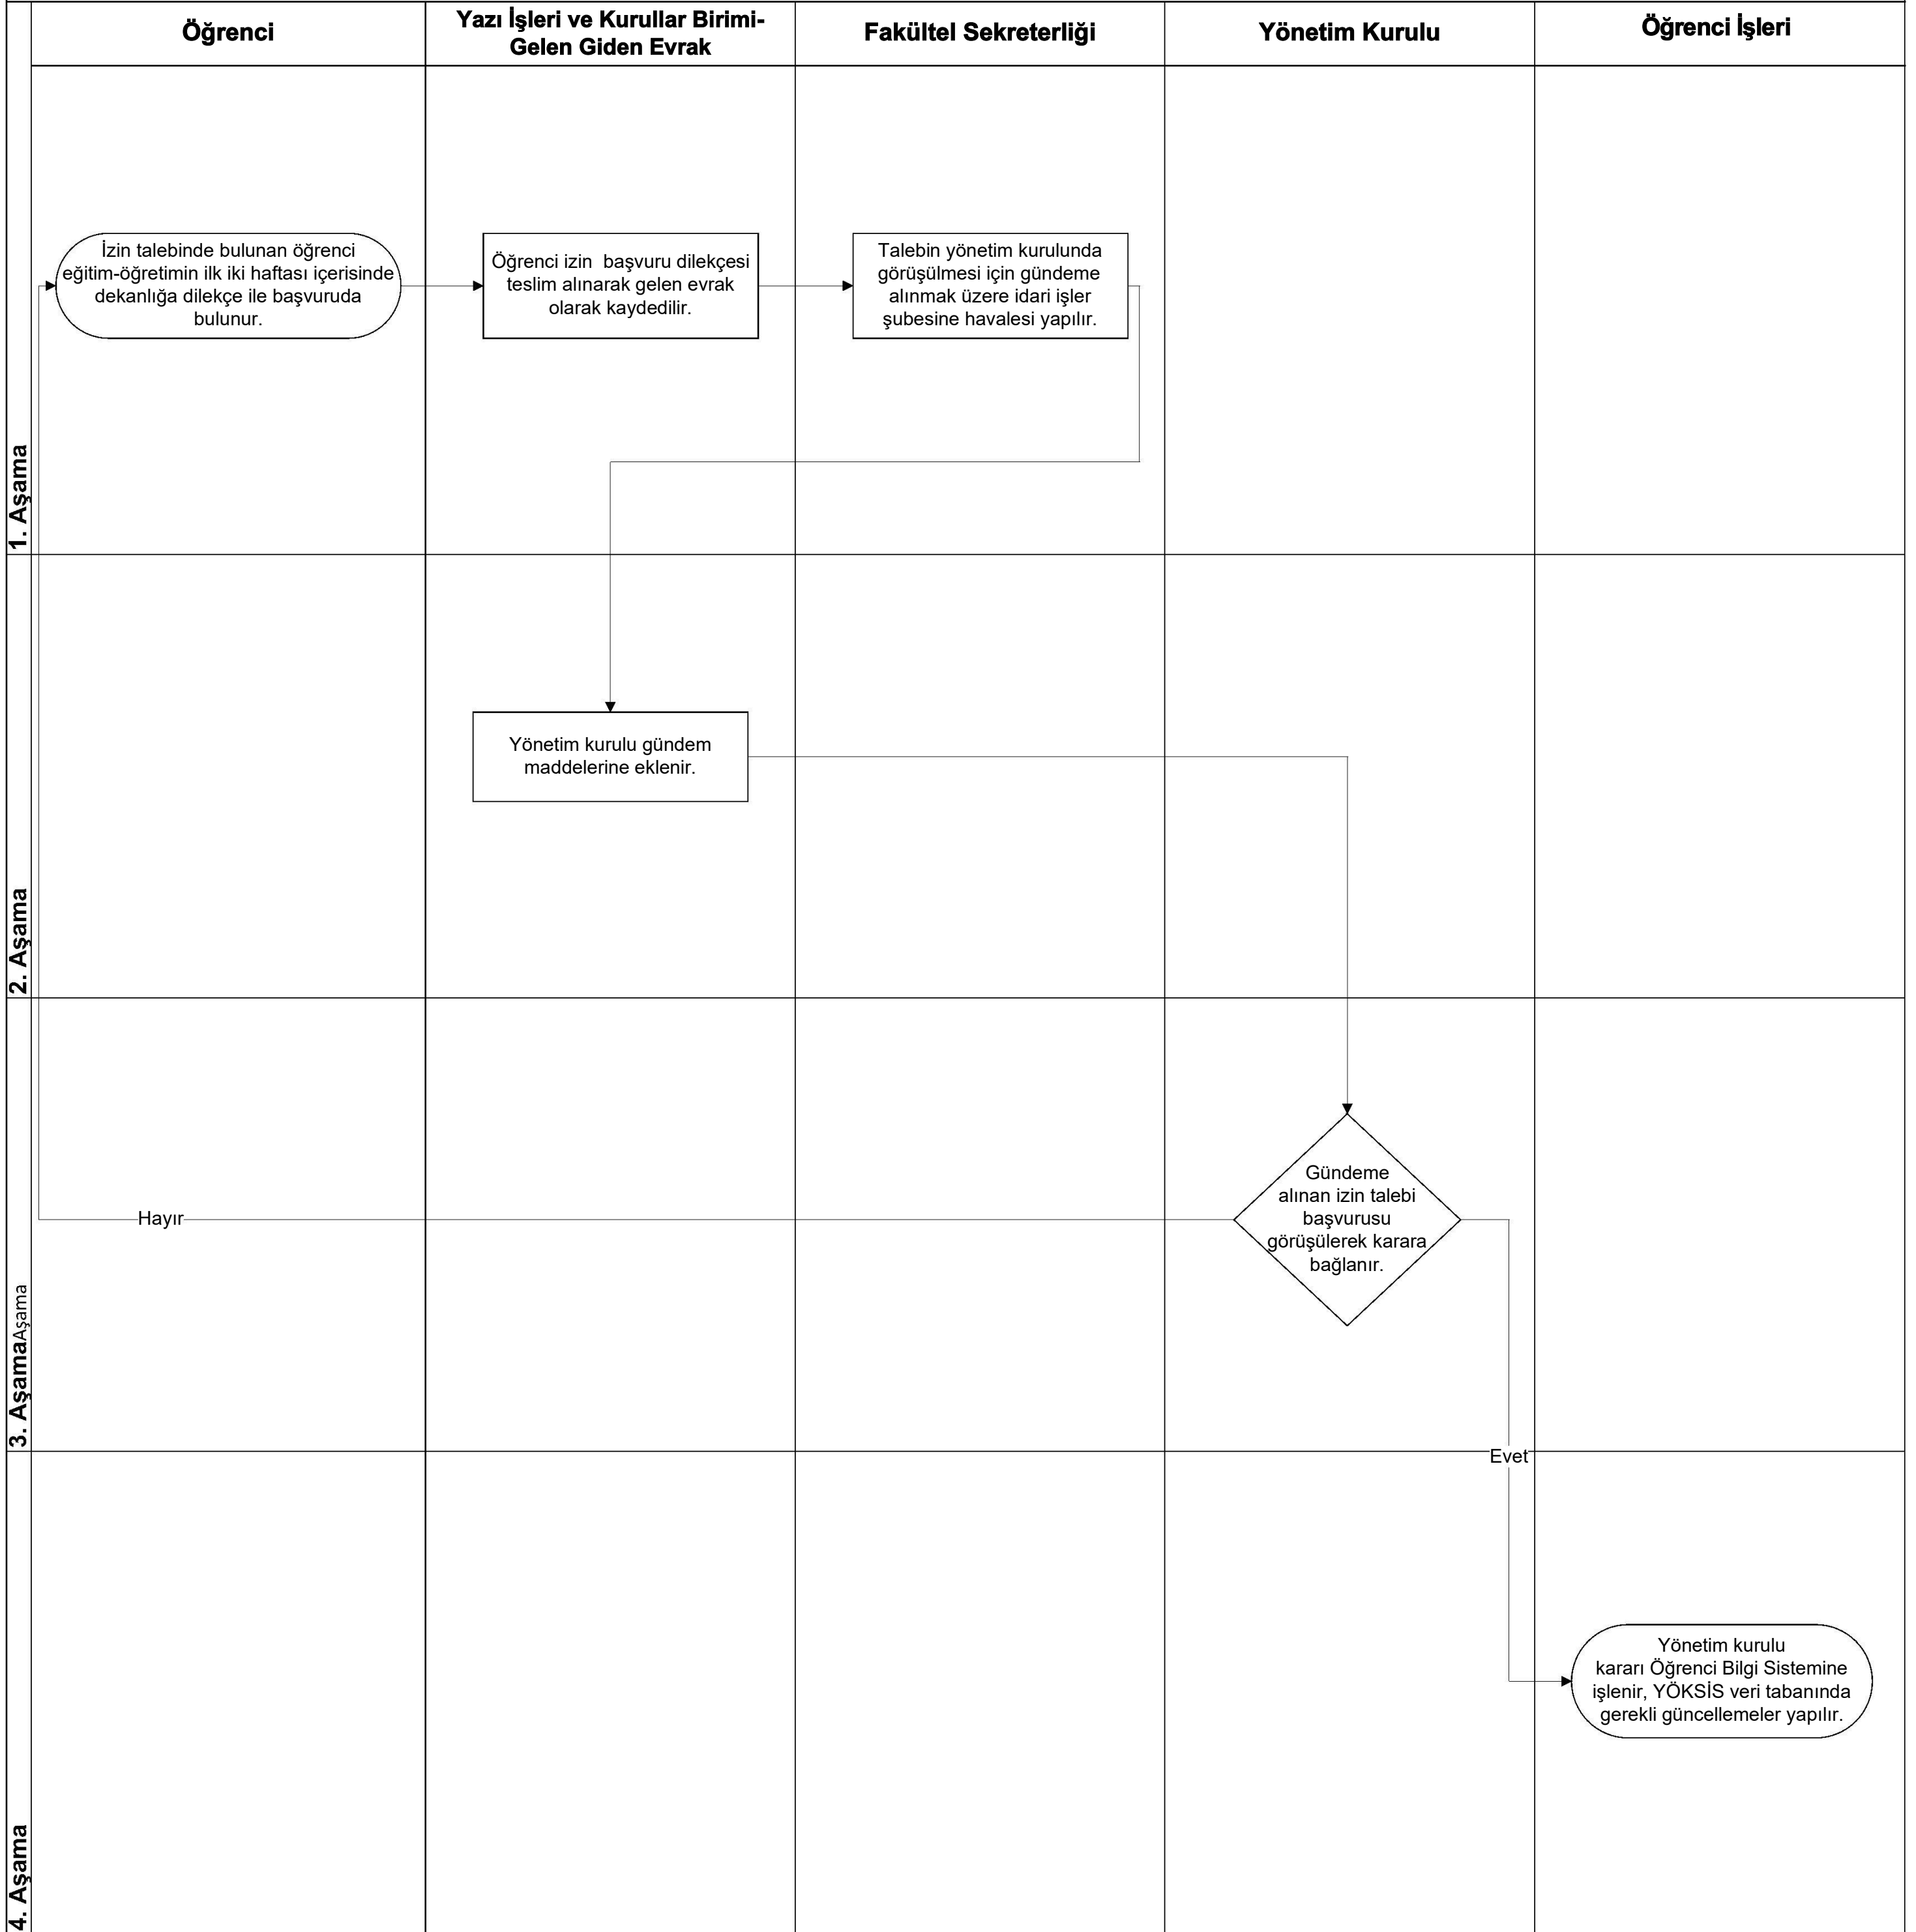 Öğrenci
Yazı İşleri ve Kurullar Birimi-
Gelen Giden Evrak
Fakültel Sekreterliği
Yönetim Kurulu
Öğrenci İşleri
1. Aşama
İzin talebinde bulunan öğrenci
eğitim-öğretimin ilk iki haftası içerisinde
dekanlığa dilekçe ile başvuruda
bulunur.
Öğrenci izin  başvuru dilekçesi
teslim alınarak gelen evrak
olarak kaydedilir.
Talebin yönetim kurulunda
görüşülmesi için gündeme
alınmak üzere idari işler
şubesine havalesi yapılır.
2. Aşama
Yönetim kurulu gündem
maddelerine eklenir.
3. AşamaAşama
Gündeme
alınan izin talebi
başvurusu
görüşülerek karara
bağlanır.
Hayır
Evet
4. Aşama
Yönetim kurulu
kararı Öğrenci Bilgi Sistemine
işlenir, YÖKSİS veri tabanında
gerekli güncellemeler yapılır.